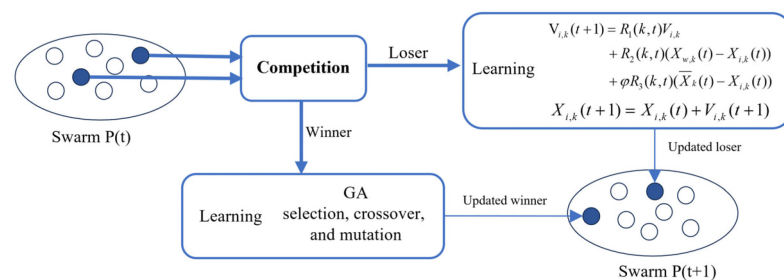 Swarm P(t)
Competition
Loser
Learning
V_{i,k}(t+1) = R_1(k,t)V_{i,k}
+ R_2(k,t)(X_{w,k}(t) − X_{i,k}(t))
+ φR_3(k,t)(X̅_k(t) − X_{i,k}(t))
X_{i,k}(t+1) = X_{i,k}(t) + V_{i,k}(t+1)
Winner
Updated loser
Learning
GA
selection, crossover,
and mutation
Updated winner
Swarm P(t+1)